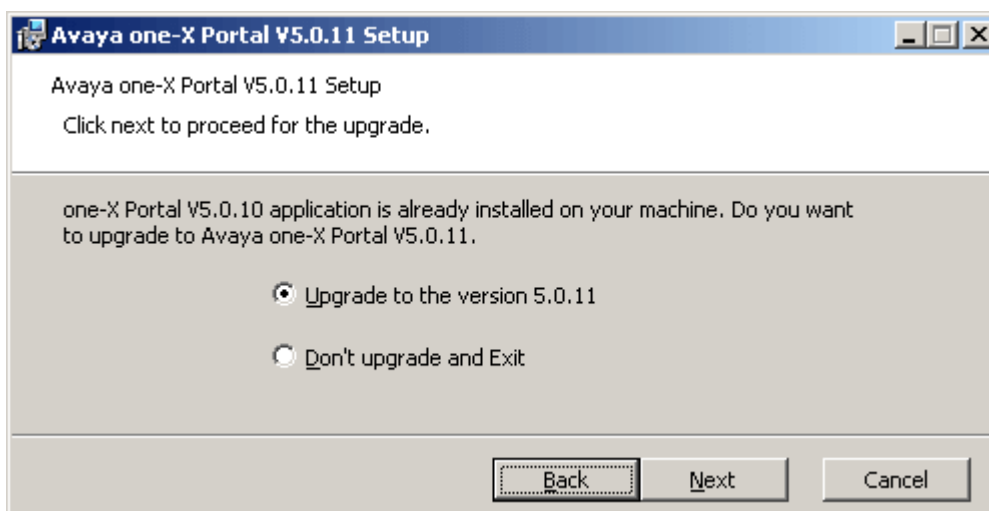 Avaya one-X Portal V5.0.11 Setup
Avaya one-X Portal V5.0.11 Setup
Click next to proceed for the upgrade.
one-X Portal V5.0.10 application is already installed on your machine. Do you want
to upgrade to Avaya one-X Portal V5.0.11.
Upgrade to the version 5.0.11
Don't upgrade and Exit
Back Next Cancel